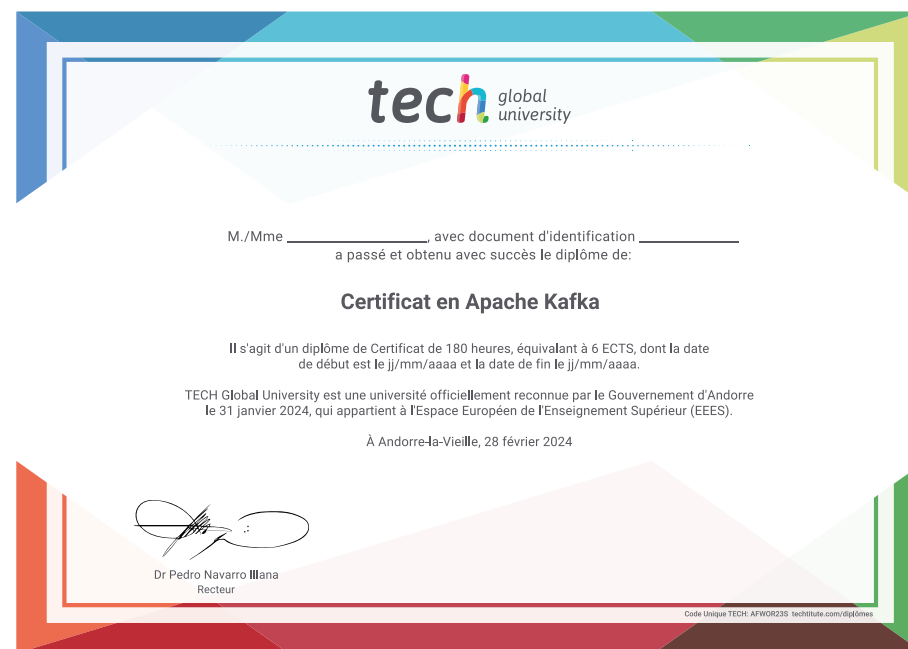 tech global university
M./Mme ____________, avec document d'identification ____________
a passé et obtenu avec succès le diplôme de:
Certificat en Apache Kafka
Il s'agit d'un diplôme de Certificat de 180 heures, équivalant à 6 ECTS, dont la date
de début est le jj/mm/aaaa et la date de fin le jj/mm/aaaa.
TECH Global University est une université officiellement reconnue par le Gouvernement d'Andorre
le 31 janvier 2024, qui appartient à l'Espace Européen de l'Enseignement Supérieur (EEES).
À Andorre-la-Vieille, 28 février 2024
Dr Pedro Navarro Illana
Recteur
Code Unique TECH: AFWOR23S techtitute.com/diplômes